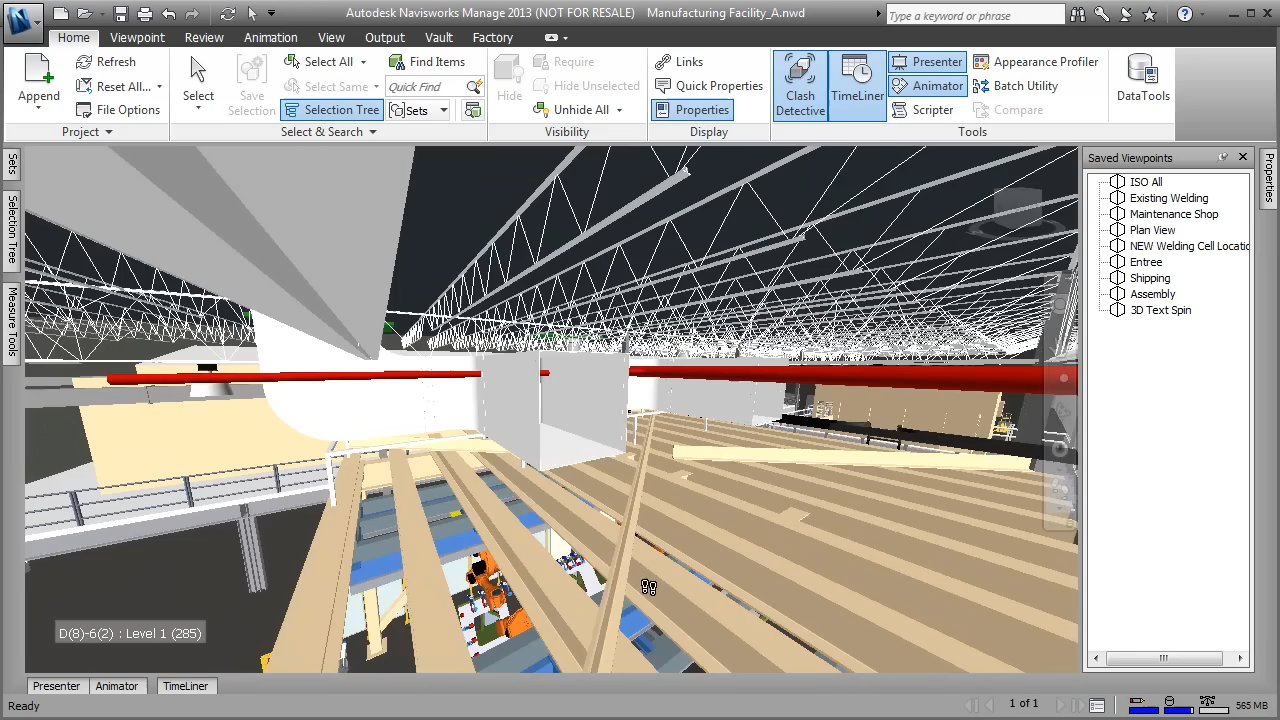 Autodesk Navisworks Manage 2013 (NOT FOR RESALE) Manufacturing Facility_A.nwd
Type a keyword or phrase
Home Viewpoint Review Animation View Output Vault Factory
Append
Refresh
Reset All...
File Options
Project
Select
Save Selection
Select All
Select Same
Selection Tree
Find Items
Quick Find
Sets
Select & Search
Hide
Require
Hide Unselected
Unhide All
Visibility
Links
Quick Properties
Properties
Display
Clash Detective
TimeLiner
Presenter
Animator
Scripter
Appearance Profiler
Batch Utility
Compare
Tools
DataTools
Sets
Selection Tree
Measure Tools
Saved Viewpoints
ISO All
Existing Welding
Maintenance Shop
Plan View
NEW Welding Cell Locatio
Entree
Shipping
Assembly
3D Text Spin
Properties
D(8)-6(2) : Level 1 (285)
Presenter Animator TimeLiner
Ready
1 of 1
565 MB